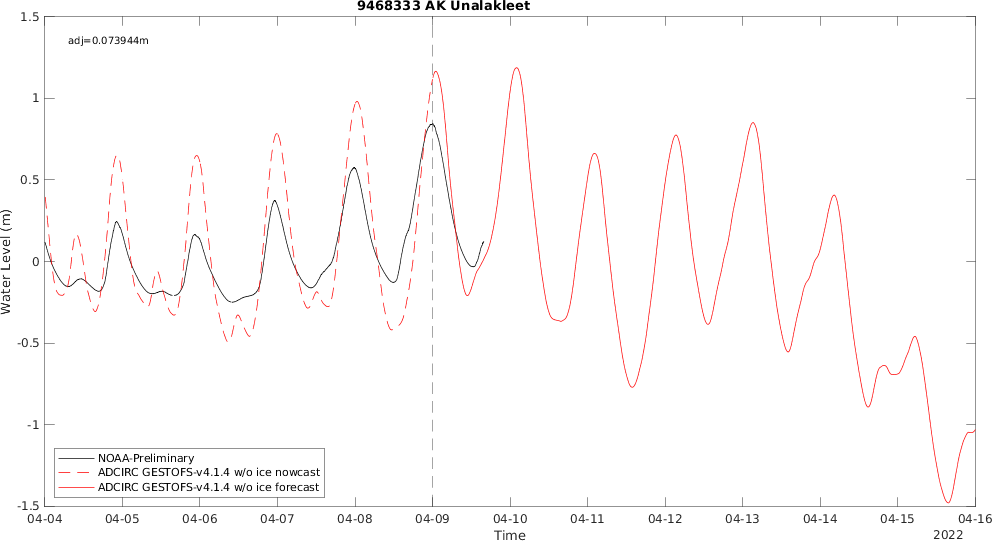 9468333 AK Unalakleet
adj=0.073944m
1.5
1
0.5
0
-0.5
-1
-1.5
Water Level (m)
NOAA-Preliminary
ADCIRC GESTOFS-v4.1.4 w/o ice nowcast
ADCIRC GESTOFS-v4.1.4 w/o ice forecast
04-04 04-05 04-06 04-07 04-08 04-09 04-10 04-11 04-12 04-13 04-14 04-15 04-16
Time
2022